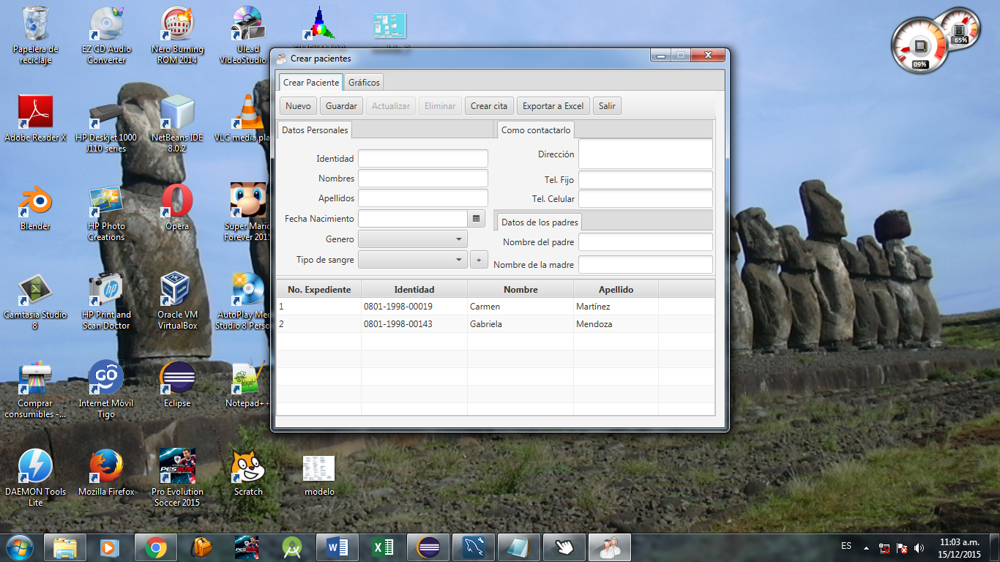 Papelera de
reciclaje
EZ CD Audio
Converter
Nero Burning
ROM 2014
Ulead
VideoStudio
Adobe Reader X
HP Deskjet 1000
J110 series
NetBeans IDE
8.0.2
VLC media pla
Blender
HP Photo
Creations
Opera
Super Mario
Forever 2015
Camtasia Studio
8
HP Print and
Scan Doctor
Oracle VM
VirtualBox
AutoPlay Med
Studio 8 Perso
Comprar
consumibles -...
Internet Móvil
Tigo
Eclipse
Notepad++
DAEMON Tools
Lite
Mozilla Firefox
PES2015
Pro Evolution
Soccer 2015
Scratch
modelo
65%
09%
Crear pacientes
Crear Paciente Gráficos
Nuevo Guardar Actualizar Eliminar Crear cita Exportar a Excel Salir
Datos Personales
Identidad
Nombres
Apellidos
Fecha Nacimiento
Genero
Tipo de sangre +
Como contactarlo
Dirección
Tel. Fijo
Tel. Celular
Datos de los padres
Nombre del padre
Nombre de la madre
No. Expediente Identidad Nombre Apellido
1 0801-1998-00019 Carmen Martínez
2 0801-1998-00143 Gabriela Mendoza
ES
11:03 a.m.
15/12/2015